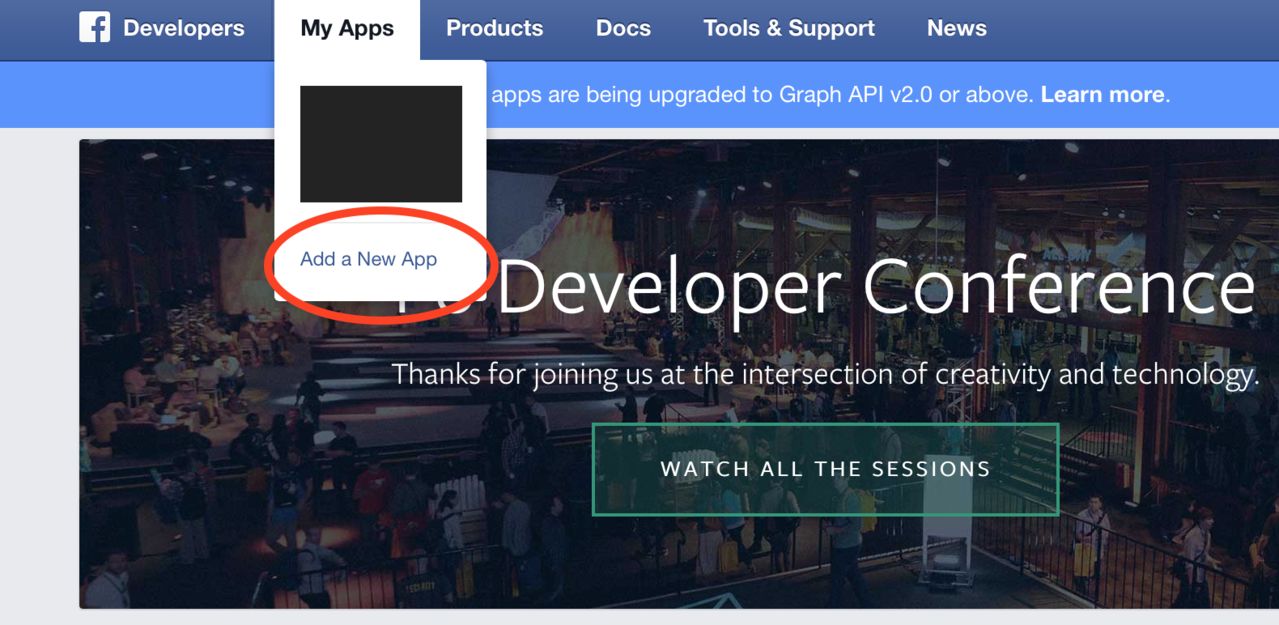 Developers My Apps Products Docs Tools & Support News
apps are being upgraded to Graph API v2.0 or above. Learn more.
Add a New App
Developer Conference
Thanks for joining us at the intersection of creativity and technology.
WATCH ALL THE SESSIONS